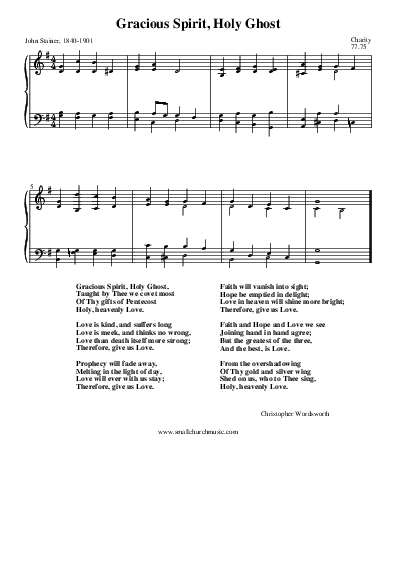 Gracious Spirit, Holy Ghost
John Stainer, 1840-1901
Charity
77.75
5
Gracious Spirit, Holy Ghost,
Taught by Thee we covet most
Of Thy gifts of Pentecost
Holy, heavenly Love.
Love is kind, and suffers long
Love is meek, and thinks no wrong,
Love than death itself more strong;
Therefore, give us Love.
Prophecy will fade away,
Melting in the light of day,
Love will ever with us stay;
Therefore, give us Love.
Faith will vanish into sight;
Hope be emptied in delight;
Love in heaven will shine more bright;
Therefore, give us Love.
Faith and Hope and Love we see
Joining hand in hand agree;
But the greatest of the three,
And the best, is Love.
From the overshadowing
Of Thy gold and silver wing
Shed on us, who to Thee sing,
Holy, heavenly Love.
Christopher Wordsworth
www.smallchurchmusic.com